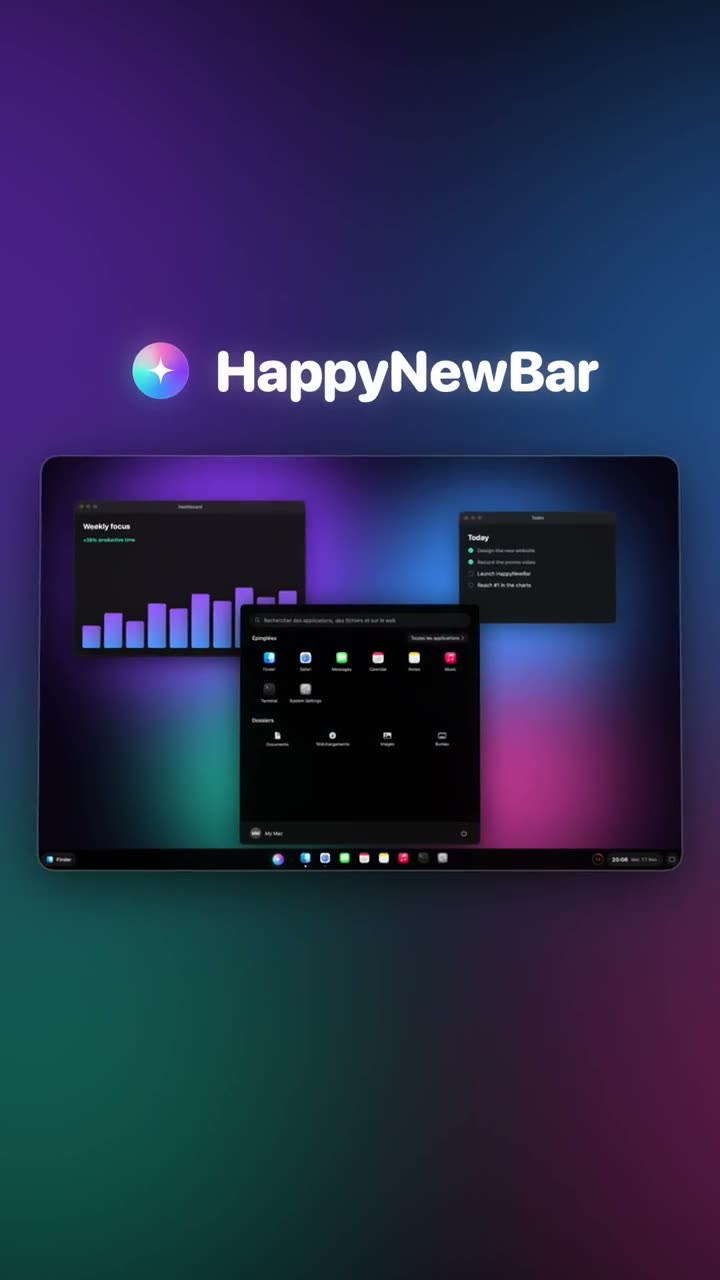 HappyNewBar
Dashboard
Weekly focus
+38% productive time
Tasks
Today
Design the new website
Record the promo video
Launch HappyNewBar
Reach #1 in the charts
Rechercher des applications, des fichiers et sur le web
Épinglées
Toutes les applications >
Finder Safari Messages Calendar Notes Music
Terminal System Settings
Dossiers
Documents Téléchargements Images Bureau
My Mac
Finder
20:06